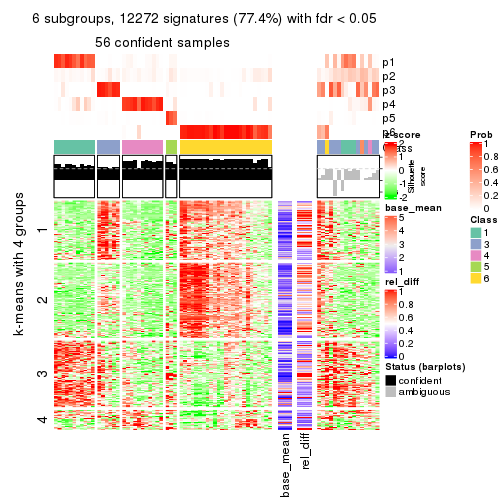 6 subgroups, 12272 signatures (77.4%) with fdr < 0.05
56 confident samples
p1
p2
p3
p4
p5
p6
Class
z-score
2
1
0
-1
-2
Silhouette
score
Prob
1
0.8
0.6
0.4
0.2
0
Class
1
3
4
5
6
base_mean
5
4
3
2
1
rel_diff
1
0.8
0.6
0.4
0.2
0
Status (barplots)
confident
ambiguous
k-means with 4 groups
1
2
3
4
base_mean
rel_diff